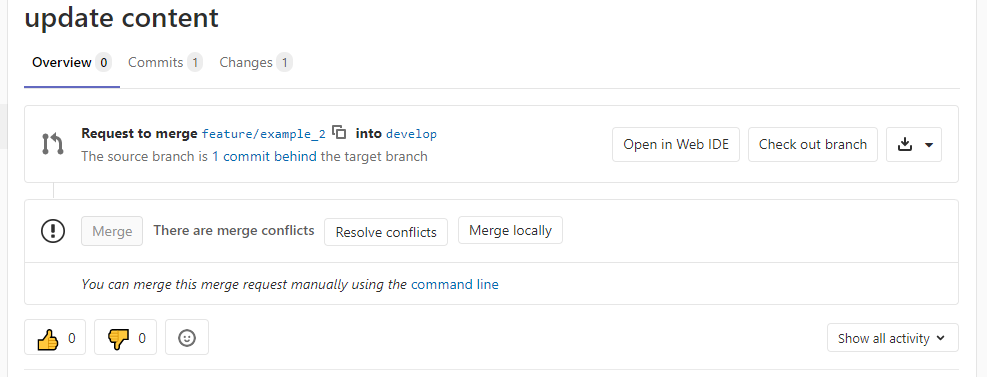 update content
Overview 0 Commits 1 Changes 1
Request to merge feature/example_2 into develop
The source branch is 1 commit behind the target branch
Open in Web IDE Check out branch
Merge There are merge conflicts Resolve conflicts Merge locally
You can merge this merge request manually using the command line
0 0 Show all activity